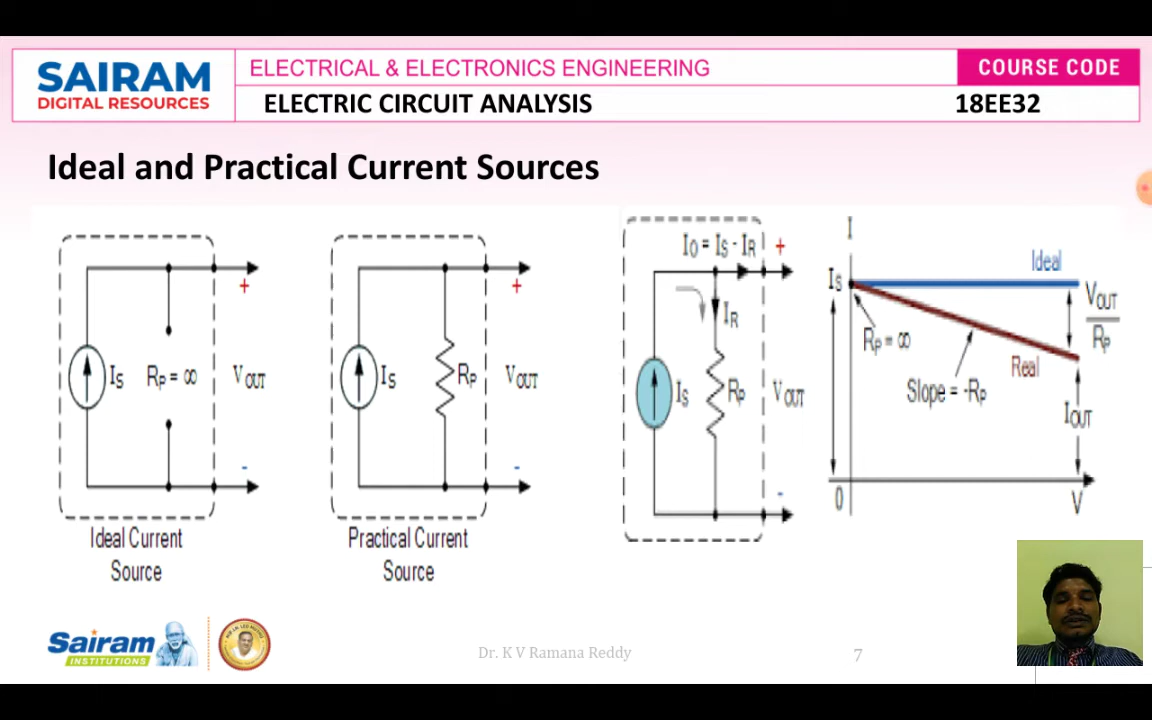 SAIRAM
DIGITAL RESOURCES
ELECTRICAL & ELECTRONICS ENGINEERING
COURSE CODE
ELECTRIC CIRCUIT ANALYSIS
18EE32
Ideal and Practical Current Sources
IS
RP = ∞
VOUT
+
-
Ideal Current
Source
IS
RP
VOUT
+
-
Practical Current
Source
IO = IS - IR
+
IR
IS
RP
VOUT
-
I
Ideal
IS
VOUT
RP
RP = ∞
Real
Slope = -RP
IOUT
0
V
Sairam
INSTITUTIONS
Dr. K V Ramana Reddy
7